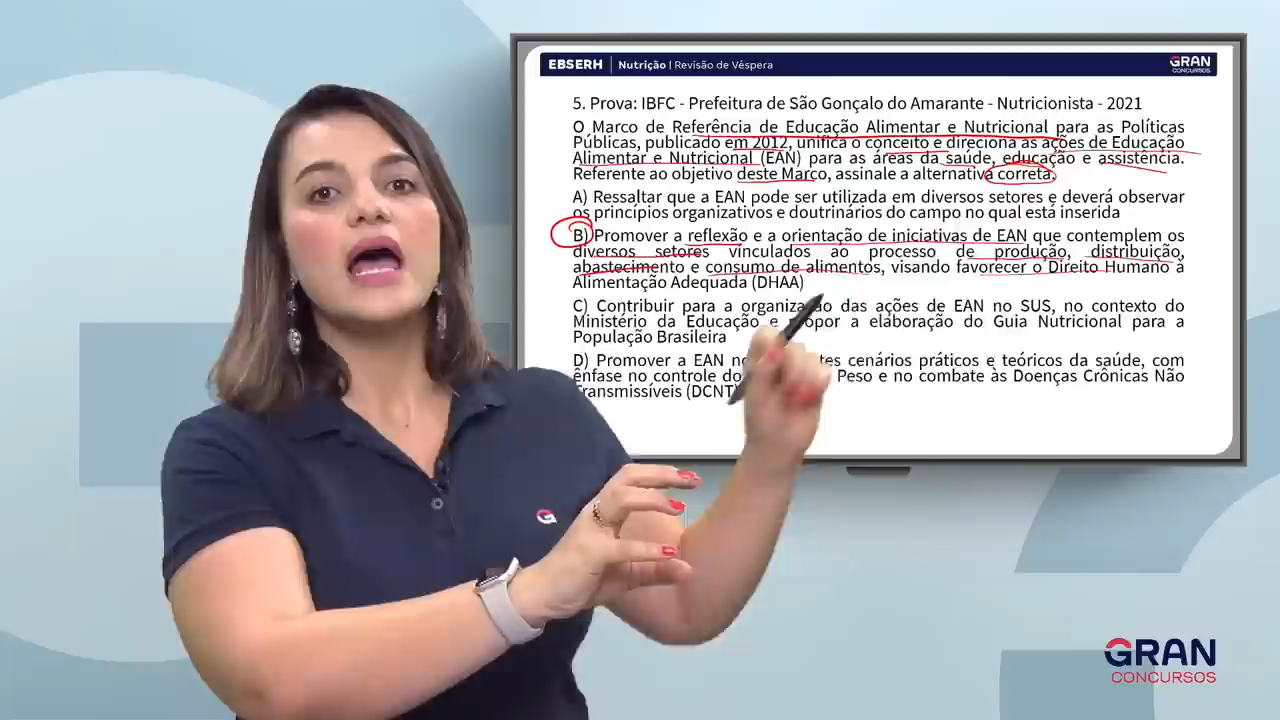 EBSERH | Nutrição | Revisão de Véspera
GRAN
CONCURSOS
5. Prova: IBFC - Prefeitura de São Gonçalo do Amarante - Nutricionista - 2021
O Marco de Referência de Educação Alimentar e Nutricional para as Políticas
Públicas, publicado em 2012, unifica o conceito e direciona as ações de Educação
Alimentar e Nutricional (EAN) para as áreas da saúde, educação e assistência.
Referente ao objetivo deste Marco, assinale a alternativa correta.
A) Ressaltar que a EAN pode ser utilizada em diversos setores e deverá observar
os princípios organizativos e doutrinários do campo no qual está inserida
B) Promover a reflexão e a orientação de iniciativas de EAN que contemplem os
diversos setores vinculados ao processo de produção, distribuição,
abastecimento e consumo de alimentos, visando favorecer o Direito Humano à
Alimentação Adequada (DHAA)
C) Contribuir para a organização das ações de EAN no SUS, no contexto do
Ministério da Educação e propor a elaboração do Guia Nutricional para a
População Brasileira
D) Promover a EAN cenários práticos e teóricos da saúde, com
ênfase no controle Peso e no combate às Doenças Crônicas Não
Transmissíveis (DCNT)
G
GRAN
CONCURSOS